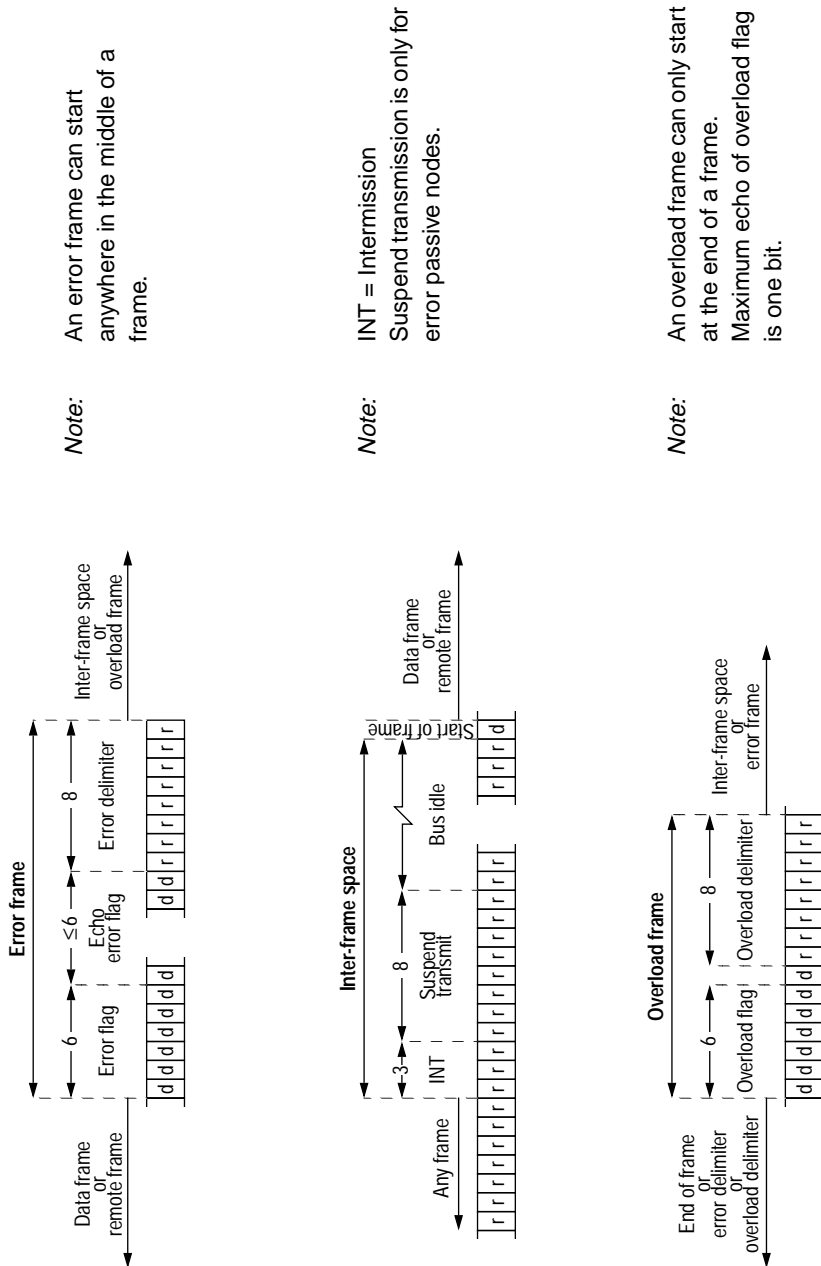 Error frame
6
≤6
8
Data frame
or
remote frame
Error flag
Echo
error flag
Error delimiter
Inter-frame space
or
overload frame
d d d d d d d d d r r r r r r r r
Note: An error frame can start
anywhere in the middle of a
frame.
Inter-frame space
3
8
Any frame
INT
Suspend
transmit
Bus idle
Start of frame
Data frame
or
remote frame
r r r r r r r r r r r r r r r r r r r r r r r d
Note: INT = Intermission
Suspend transmission is only for
error passive nodes.
Overload frame
6
8
End of frame
or
error delimiter
or
overload delimiter
Overload flag
Overload delimiter
Inter-frame space
or
error frame
d d d d d d d r r r r r r r r
Note: An overload frame can only start
at the end of a frame.
Maximum echo of overload flag
is one bit.